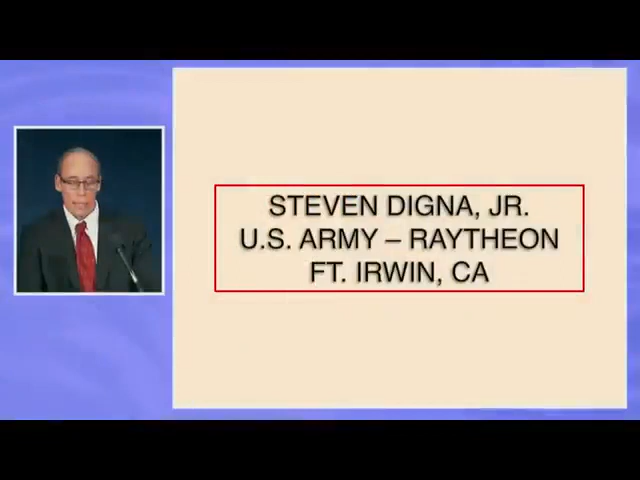 STEVEN DIGNA, JR.
U.S. ARMY – RAYTHEON
FT. IRWIN, CA